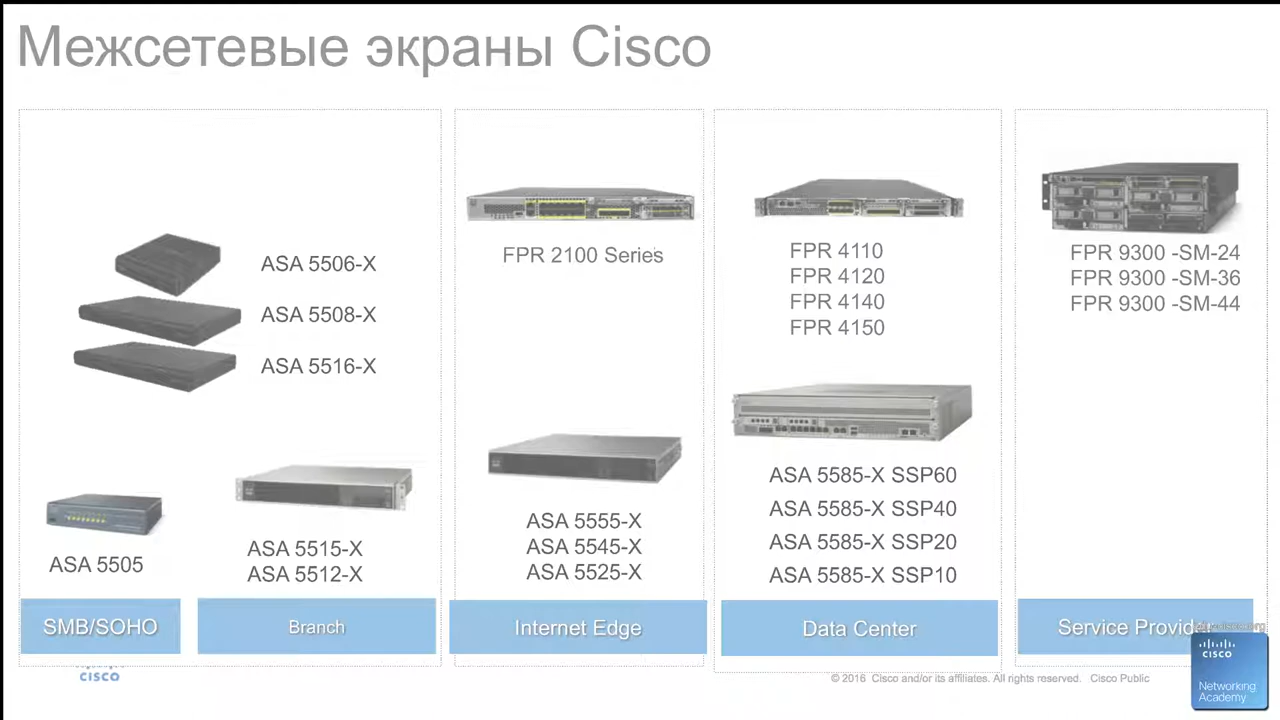 Межсетевые экраны Cisco
ASA 5506-X
ASA 5508-X
ASA 5516-X
ASA 5505
ASA 5515-X
ASA 5512-X
SMB/SOHO
Branch
FPR 2100 Series
ASA 5555-X
ASA 5545-X
ASA 5525-X
Internet Edge
FPR 4110
FPR 4120
FPR 4140
FPR 4150
ASA 5585-X SSP60
ASA 5585-X SSP40
ASA 5585-X SSP20
ASA 5585-X SSP10
Data Center
FPR 9300 -SM-24
FPR 9300 -SM-36
FPR 9300 -SM-44
Service Provider
CISCO
© 2016 Cisco and/or its affiliates. All rights reserved. Cisco Public
CISCO
Networking
Academy